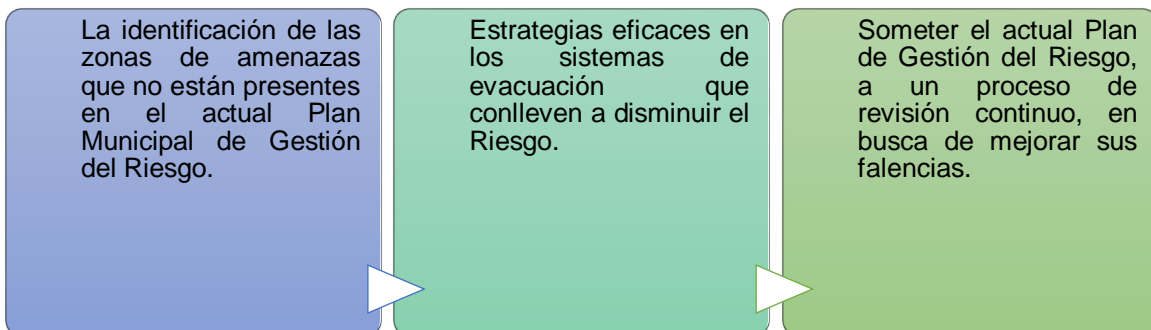 La identificación de las
zonas de amenazas
que no están presentes
en el actual Plan
Municipal de Gestión
del Riesgo.
Estrategias eficaces en
los sistemas de
evacuación que
conlleven a disminuir el
Riesgo.
Someter el actual Plan
de Gestión del Riesgo,
a un proceso de
revisión continuo, en
busca de mejorar sus
falencias.